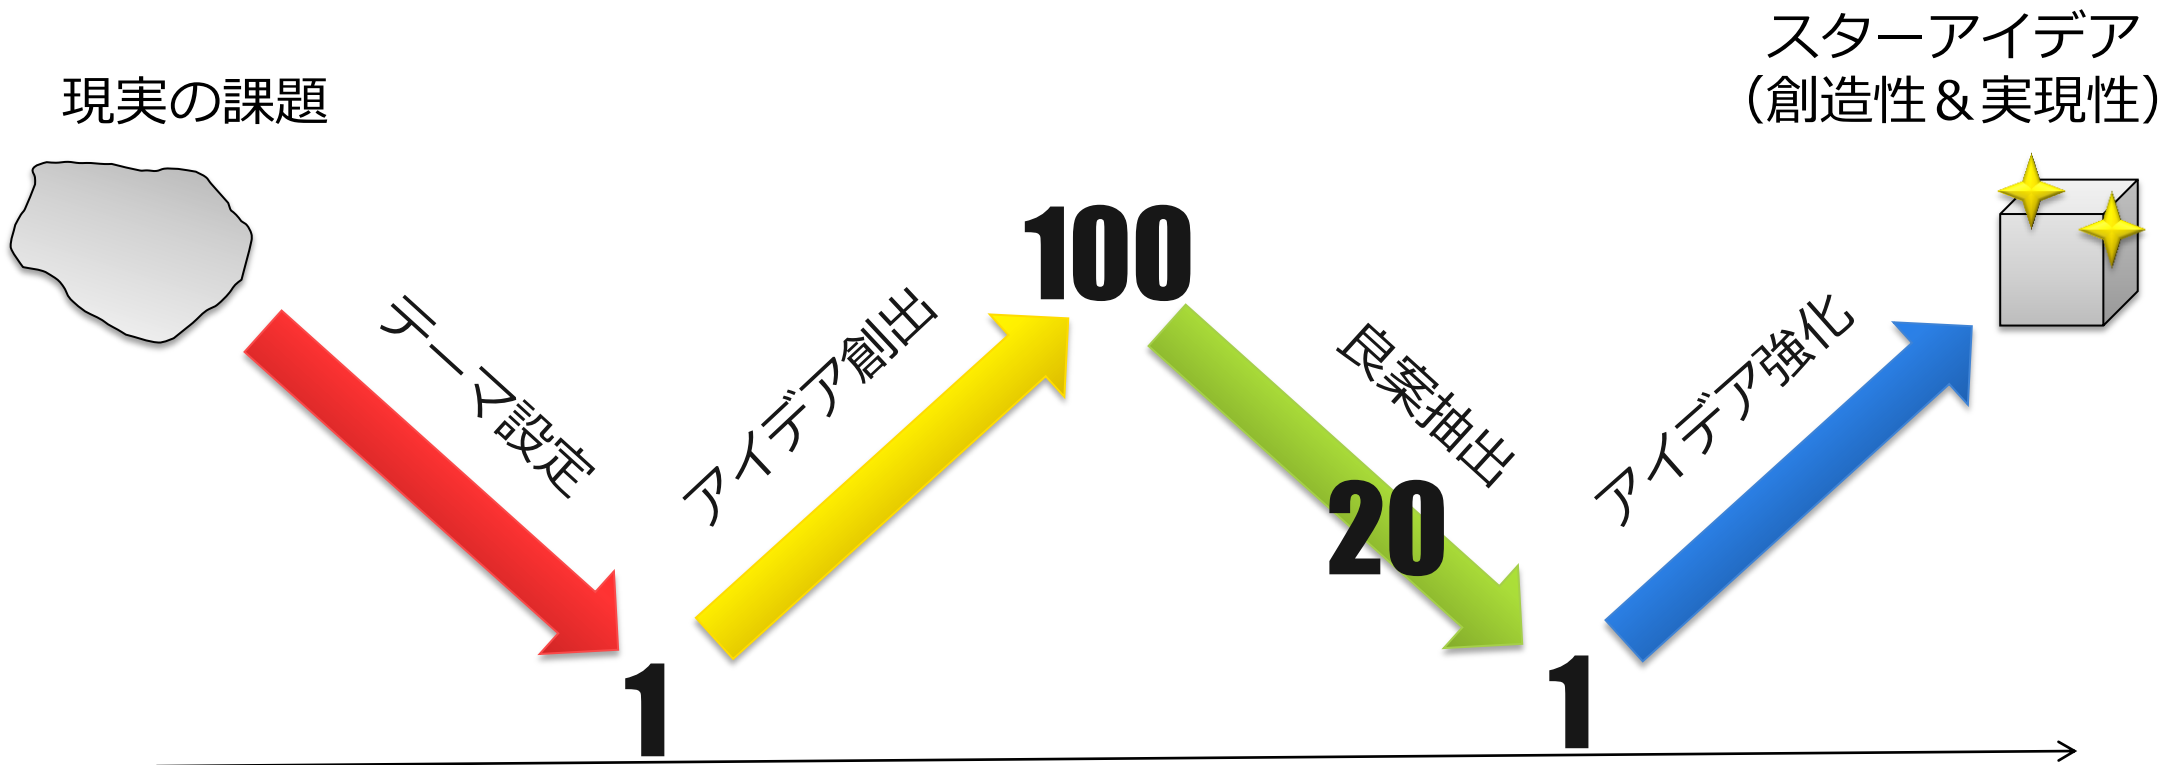 現実の課題
スターアイデア
（創造性＆実現性）
テーマ設定
アイデア創出
100
良案抽出
20
アイデア強化
1
1